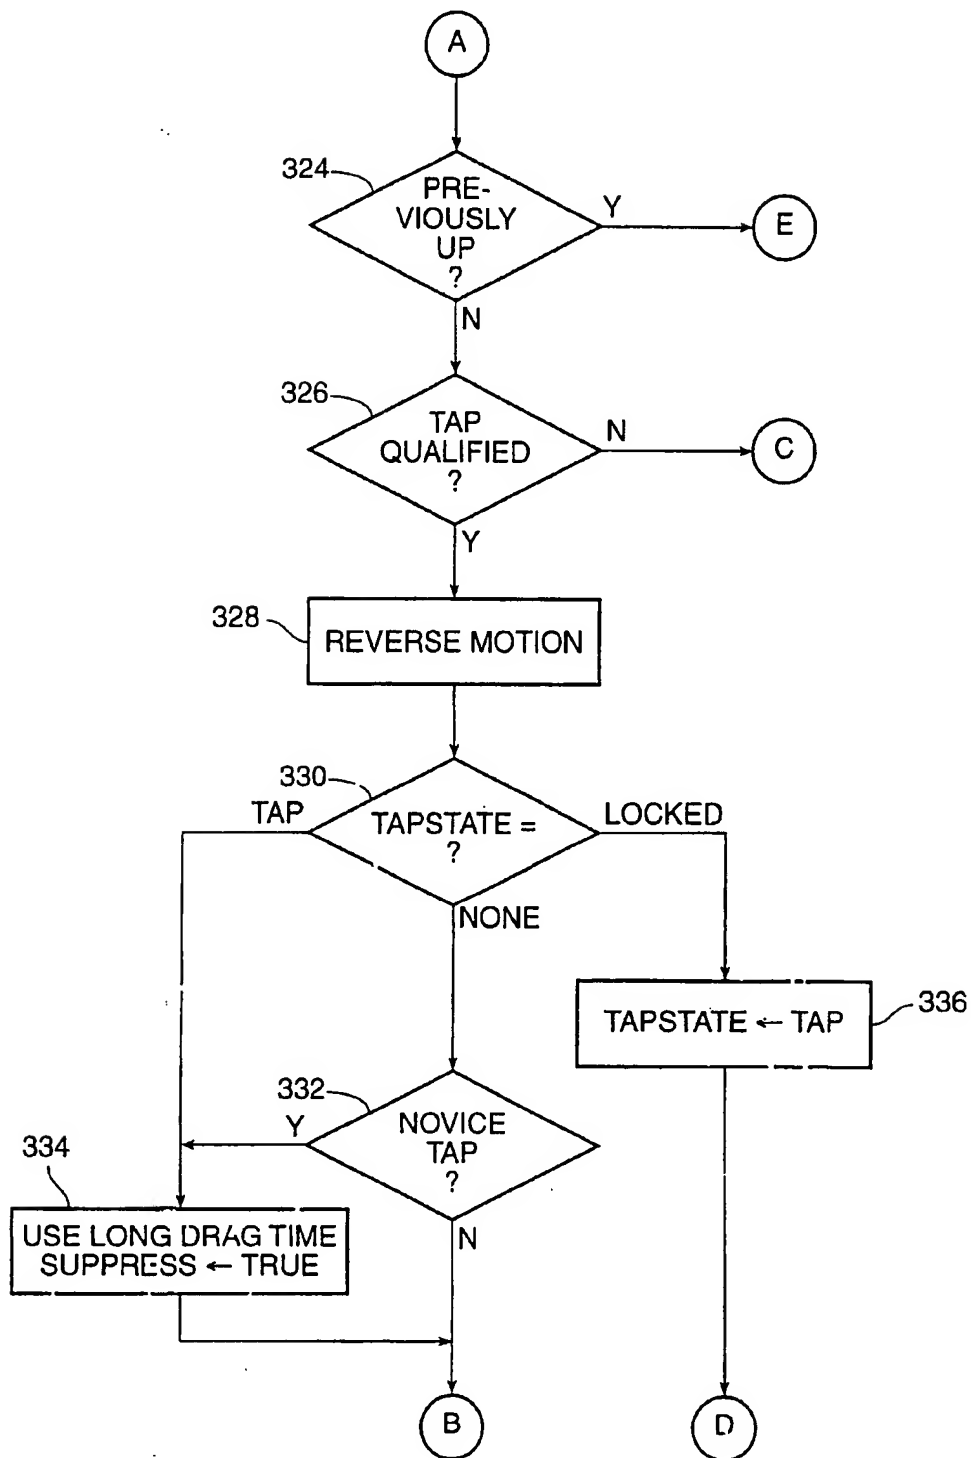 A
324
PRE-
VIOUSLY
UP
?
Y
E
N
326
TAP
QUALIFIED
?
N
C
Y
328
REVERSE MOTION
330
TAP
TAPSTATE =
?
LOCKED
NONE
TAPSTATE ← TAP
336
332
NOVICE
TAP
?
Y
334
USE LONG DRAG TIME
SUPPRESS ← TRUE
N
B
D